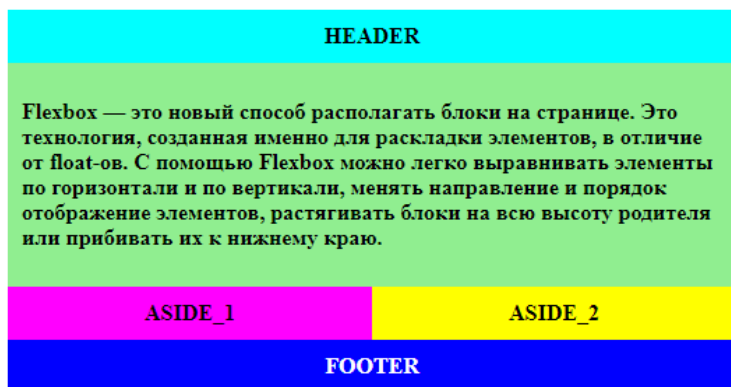 HEADER
Flexbox — это новый способ располагать блоки на странице. Это
технология, созданная именно для раскладки элементов, в отличие
от float-ов. С помощью Flexbox можно легко выравнивать элементы
по горизонтали и по вертикали, менять направление и порядок
отображение элементов, растягивать блоки на всю высоту родителя
или прибивать их к нижнему краю.
ASIDE_1 ASIDE_2
FOOTER